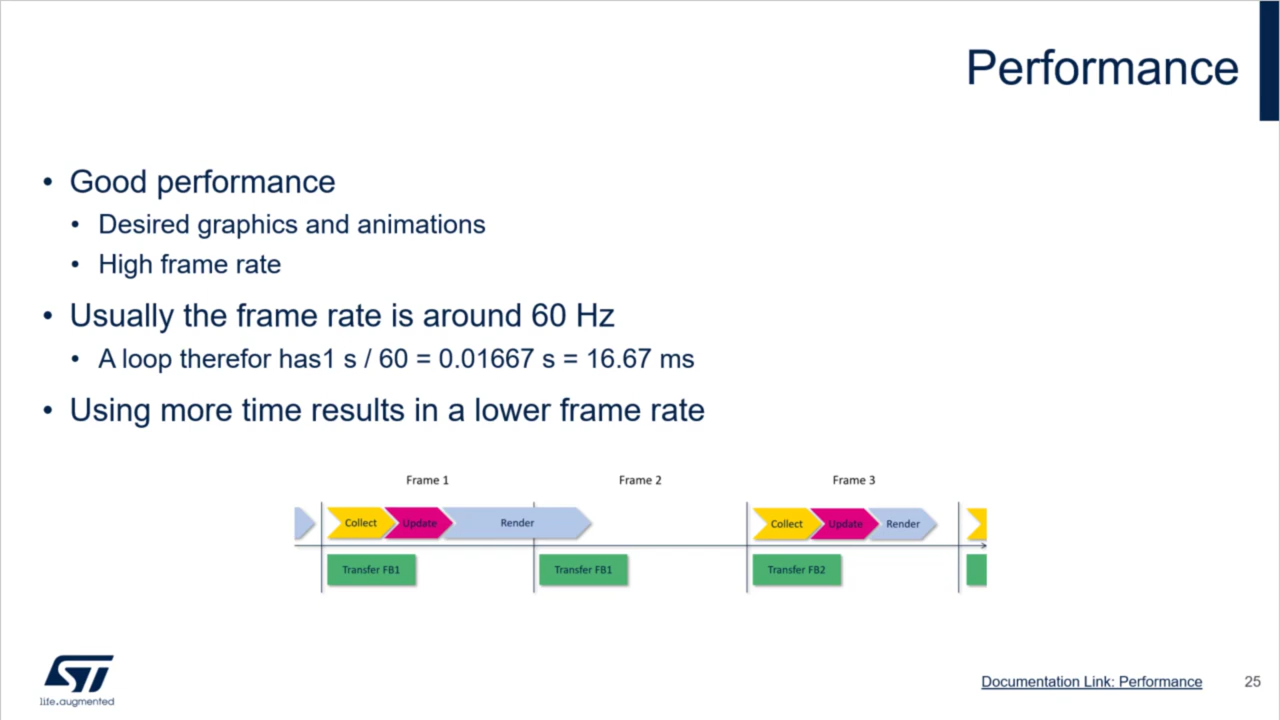 Performance
• Good performance
• Desired graphics and animations
• High frame rate
• Usually the frame rate is around 60 Hz
• A loop therefor has1 s / 60 = 0.01667 s = 16.67 ms
• Using more time results in a lower frame rate
Frame 1 Frame 2 Frame 3
Collect Update Render Collect Update Render
Transfer FB1 Transfer FB1 Transfer FB2
ST
life.augmented
Documentation Link: Performance 25